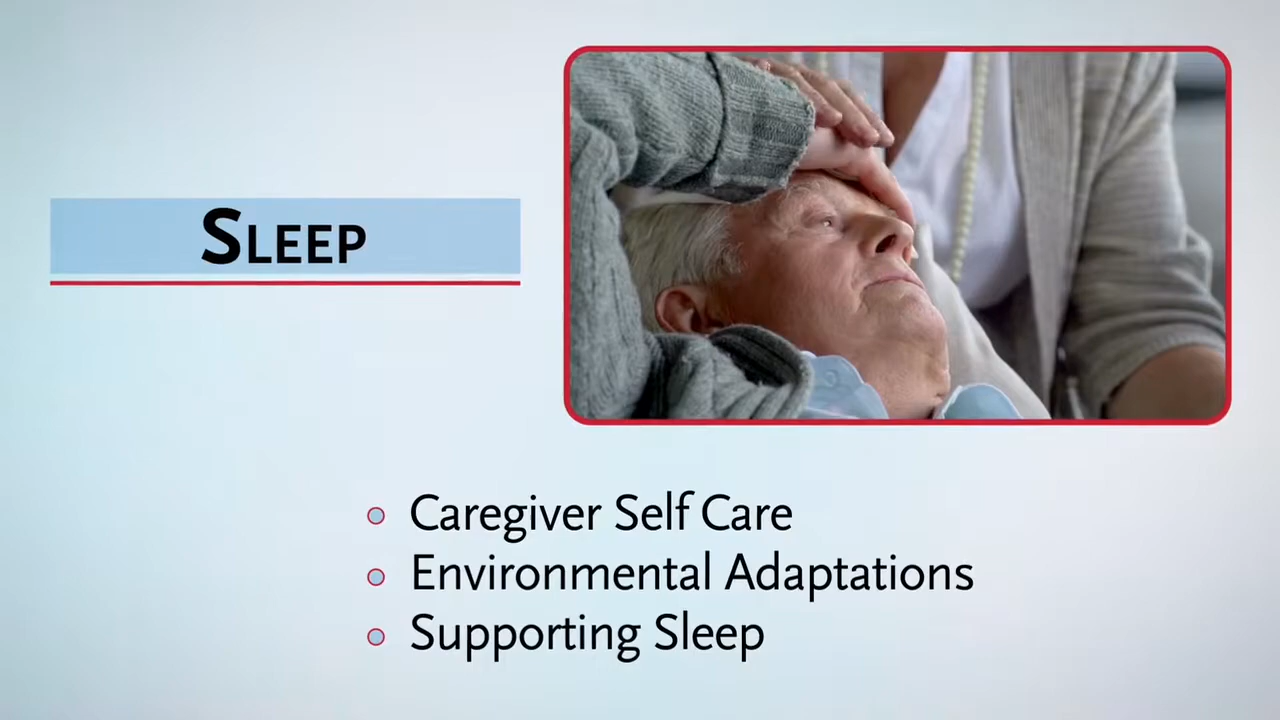 Sleep
Caregiver Self Care
Environmental Adaptations
Supporting Sleep